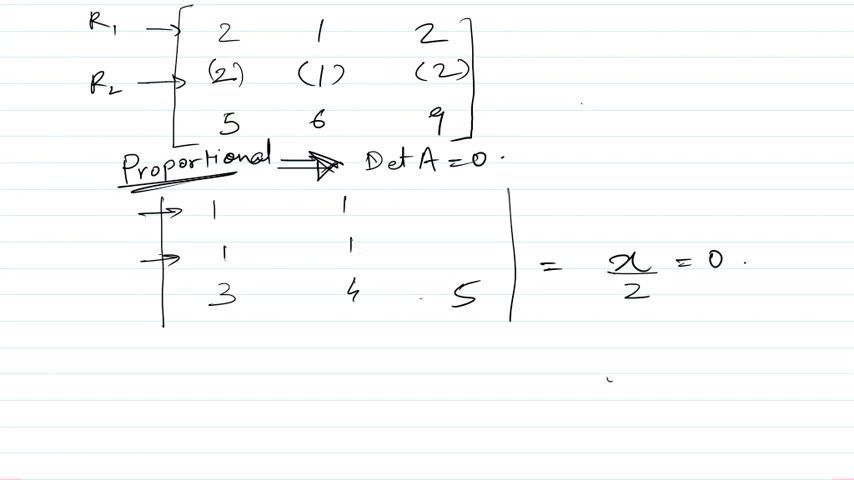 R1 → 2 1 2
R2 → (2) (1) (2)
5 6 9
Proportional ⇒ Det A = 0.
→ 1 1
→ 1 1
3 4 5 = x/2 = 0.